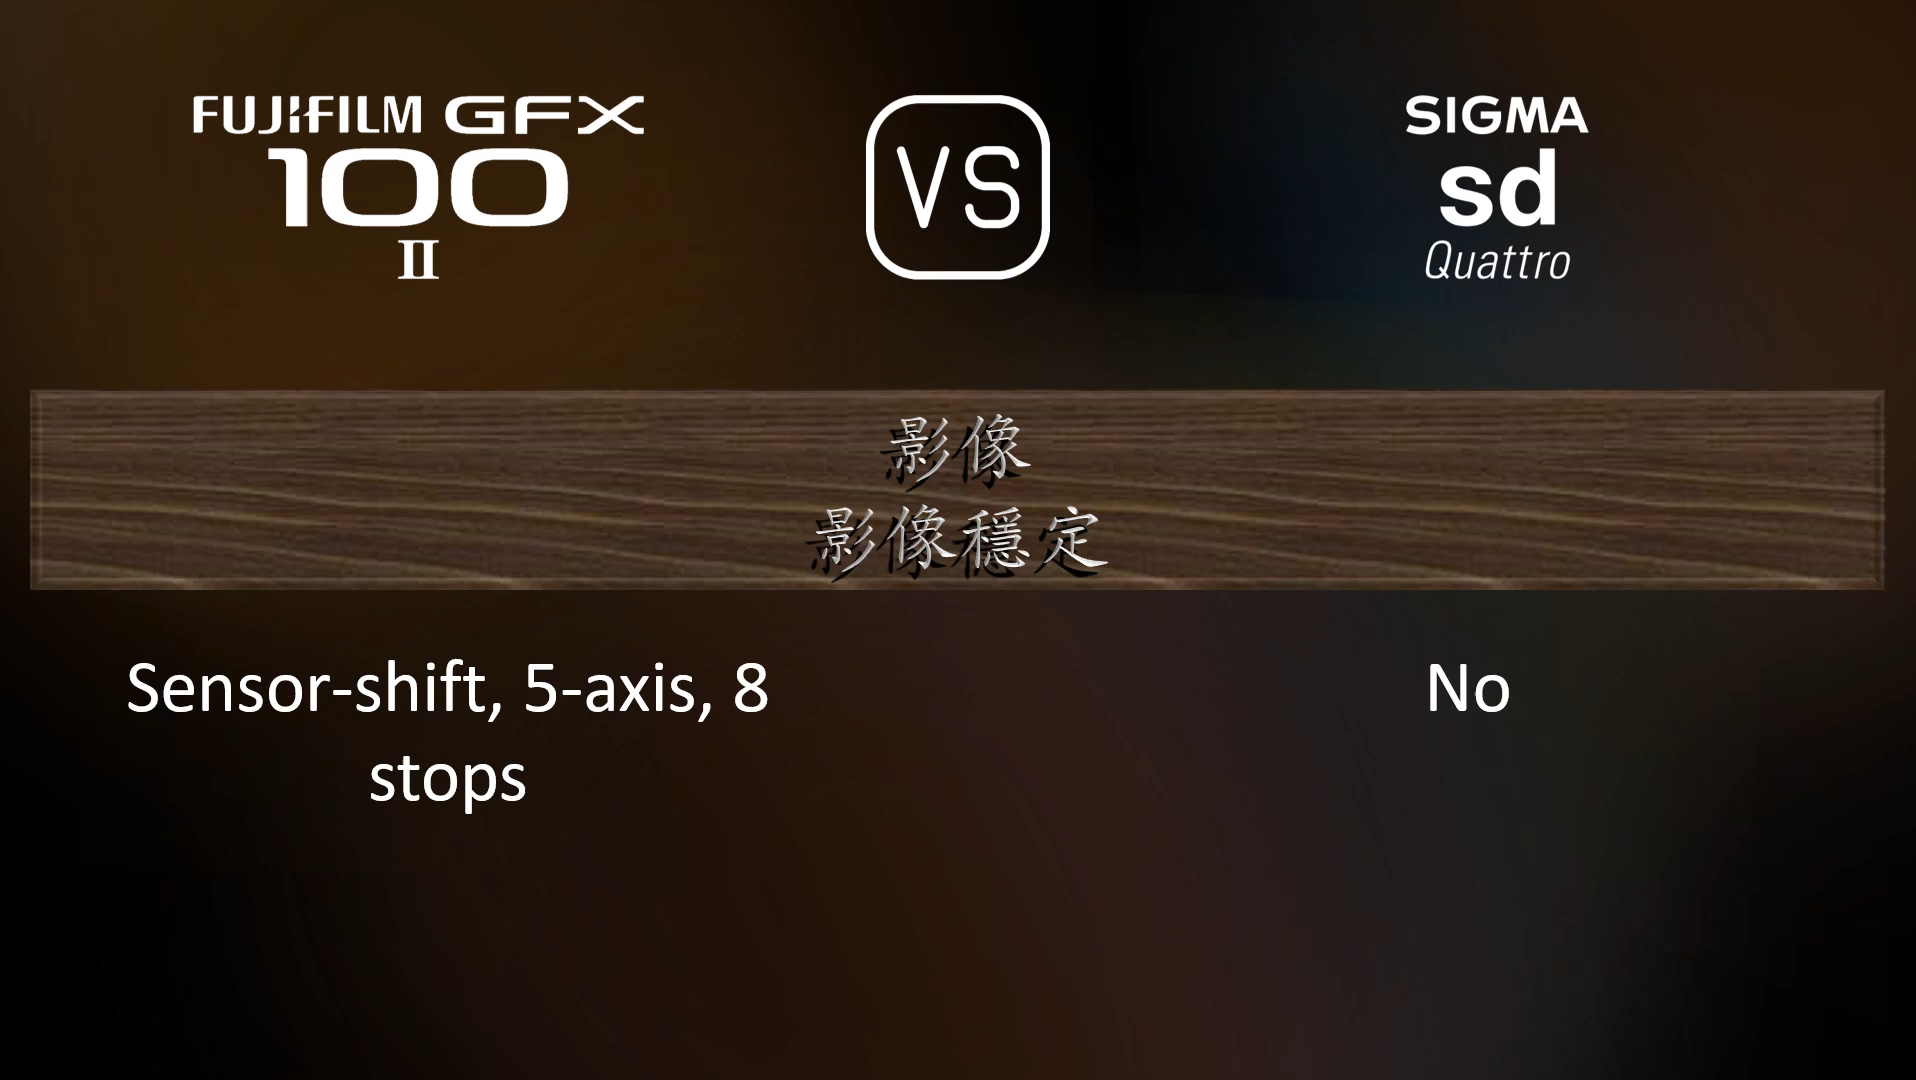 FUJIFILM GFX
100
II
VS
SIGMA
sd
Quattro
影像
影像穩定
Sensor-shift, 5-axis, 8
stops
No